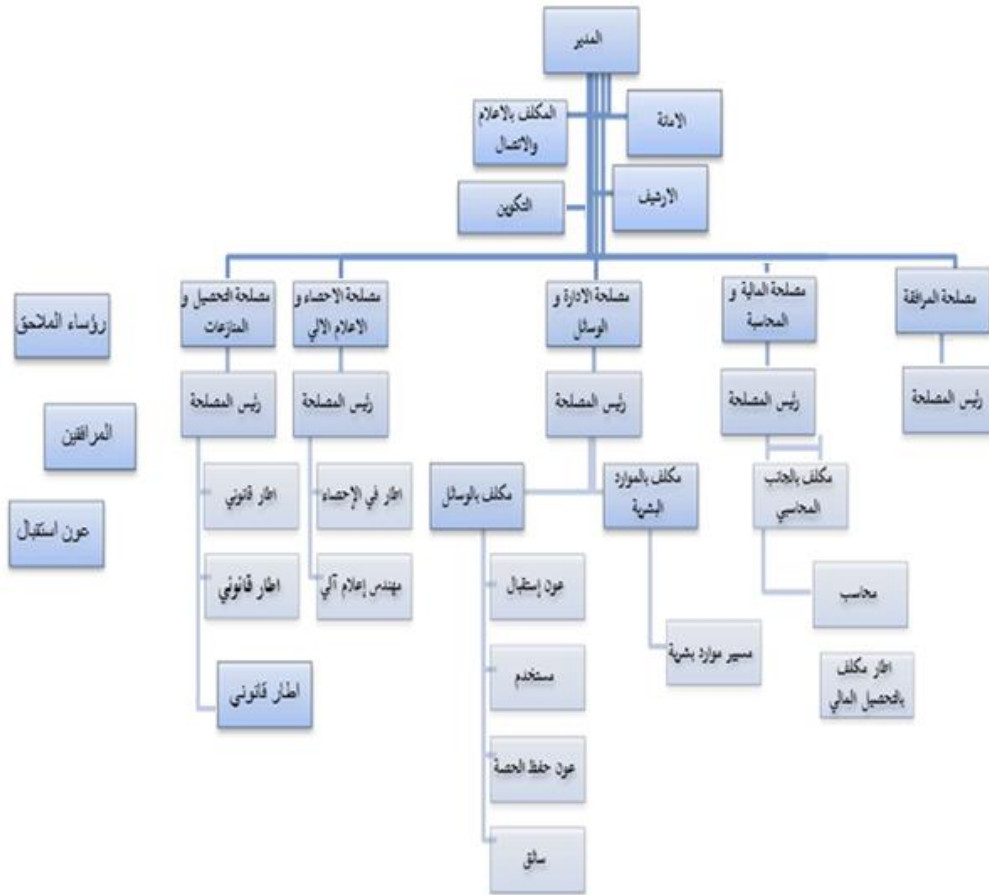 المدير
الامانة
المكلف بالاعلام
والاتصال
الارشيف
التكوين
مصلحة المرافقة
مصلحة المالية و
المحاسبة
مصلحة الادارة و
الوسائل
مصلحة الاحصاء و
الاعلام الالي
مصلحة التحصيل و
المنازعات
رؤساء الملاحق
رئيس المصلحة
رئيس المصلحة
رئيس المصلحة
رئيس المصلحة
رئيس المصلحة
المرافقين
مكلف بالجانب
المحاسبي
مكلف بالموارد
البشرية
مكلف بالوسائل
اطار في الإحصاء
اطار قانوني
عون استقبال
محاسب
عون إستقبال
مهندس إعلام آلي
اطار قانوني
اطار مكلف
بالتحصيل المالي
مسيير موارد بشرية
مستخدم
اطار قانوني
عون حفظ الحصة
سائق